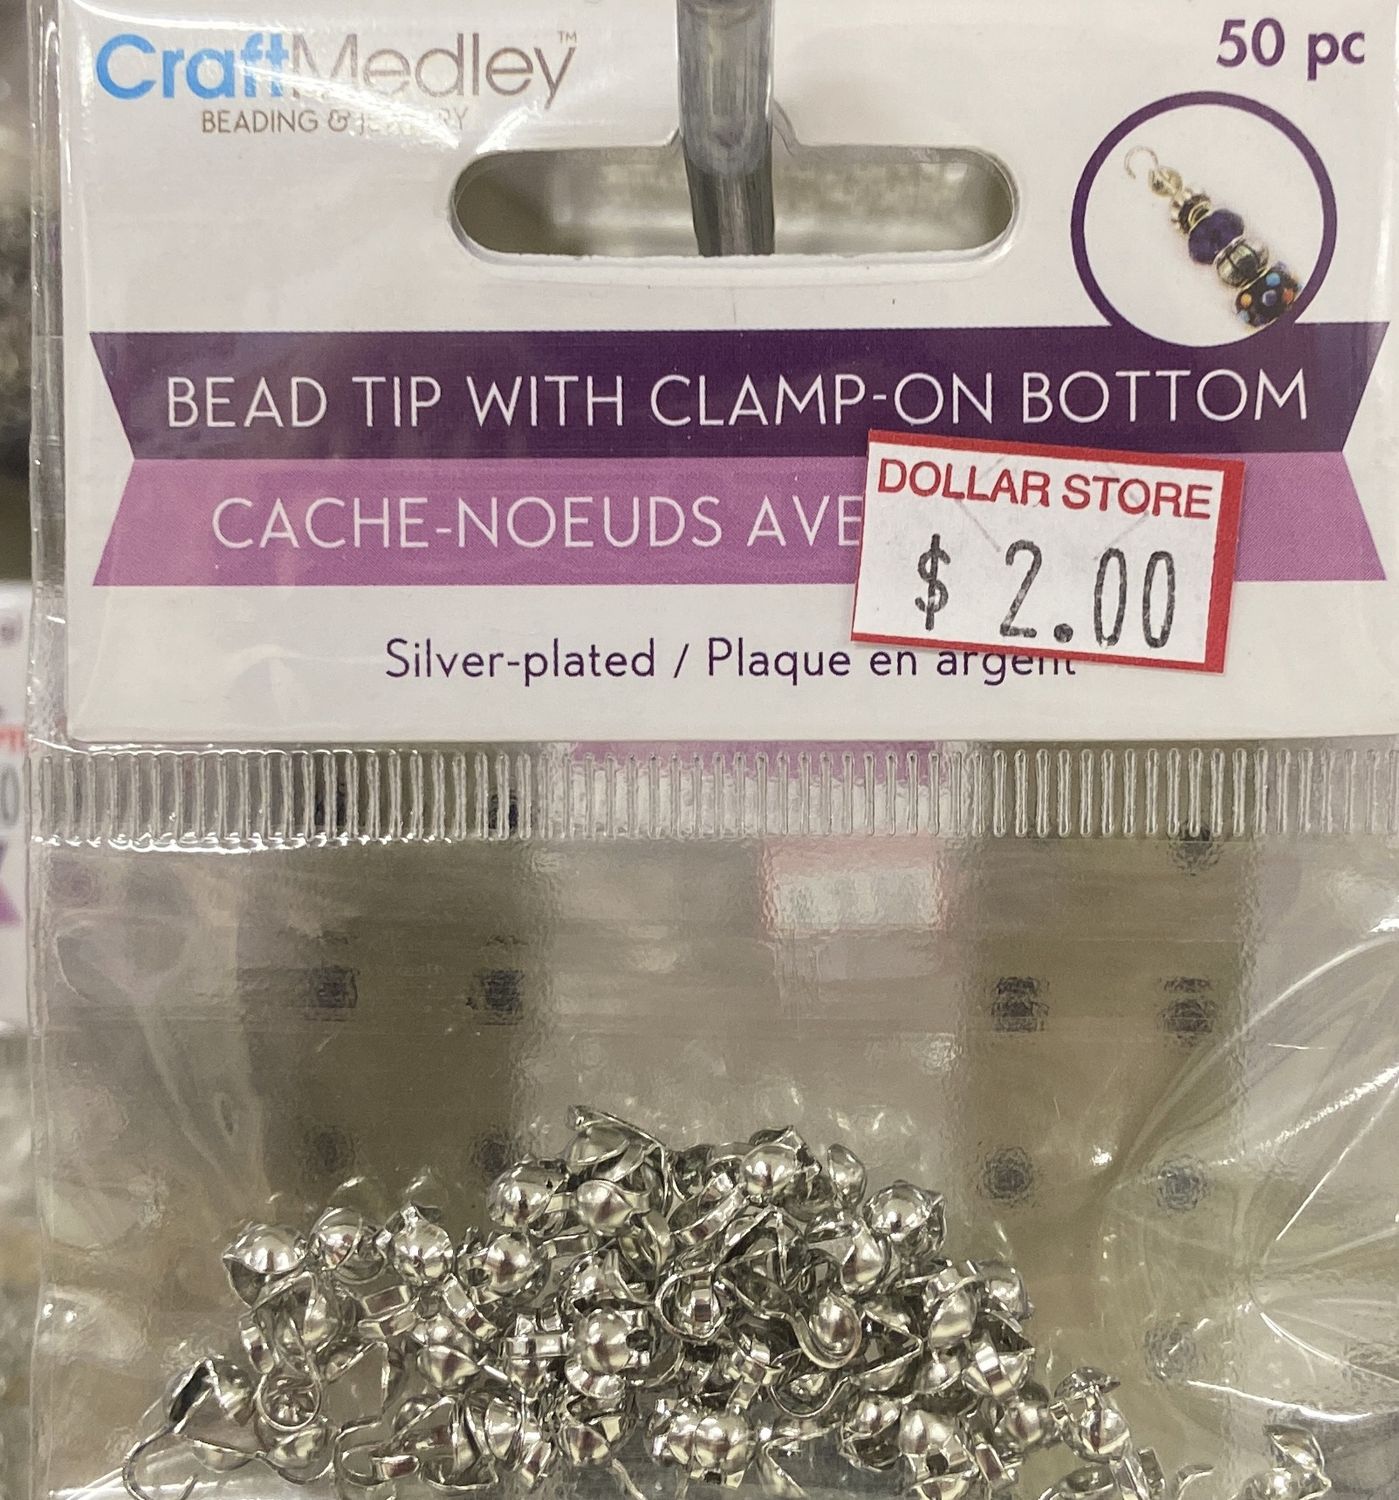 CraftMedley™
BEADING & JEWELRY
50 pc
BEAD TIP WITH CLAMP-ON BOTTOM
CACHE-NOEUDS AVE
DOLLAR STORE
$ 2.00
Silver-plated / Plaque en argent